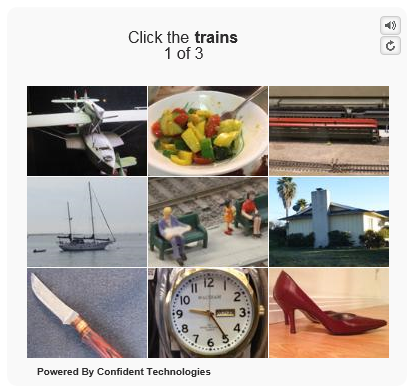 Click the trains
1 of 3
Powered By Confident Technologies